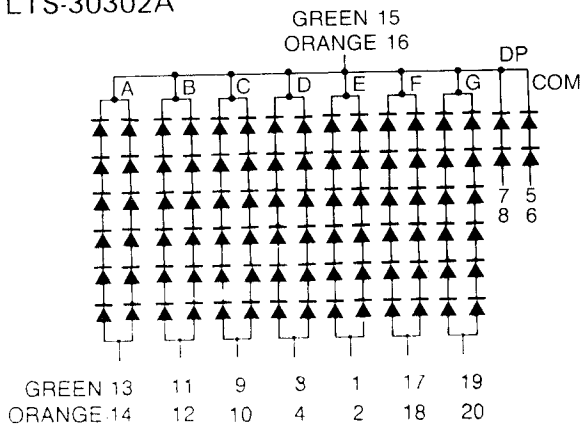 LTS-30302A
GREEN 15
ORANGE 16
DP
A B C D E F G COM
7 5
8 6
GREEN 13 11 9 3 1 17 19
ORANGE 14 12 10 4 2 18 20